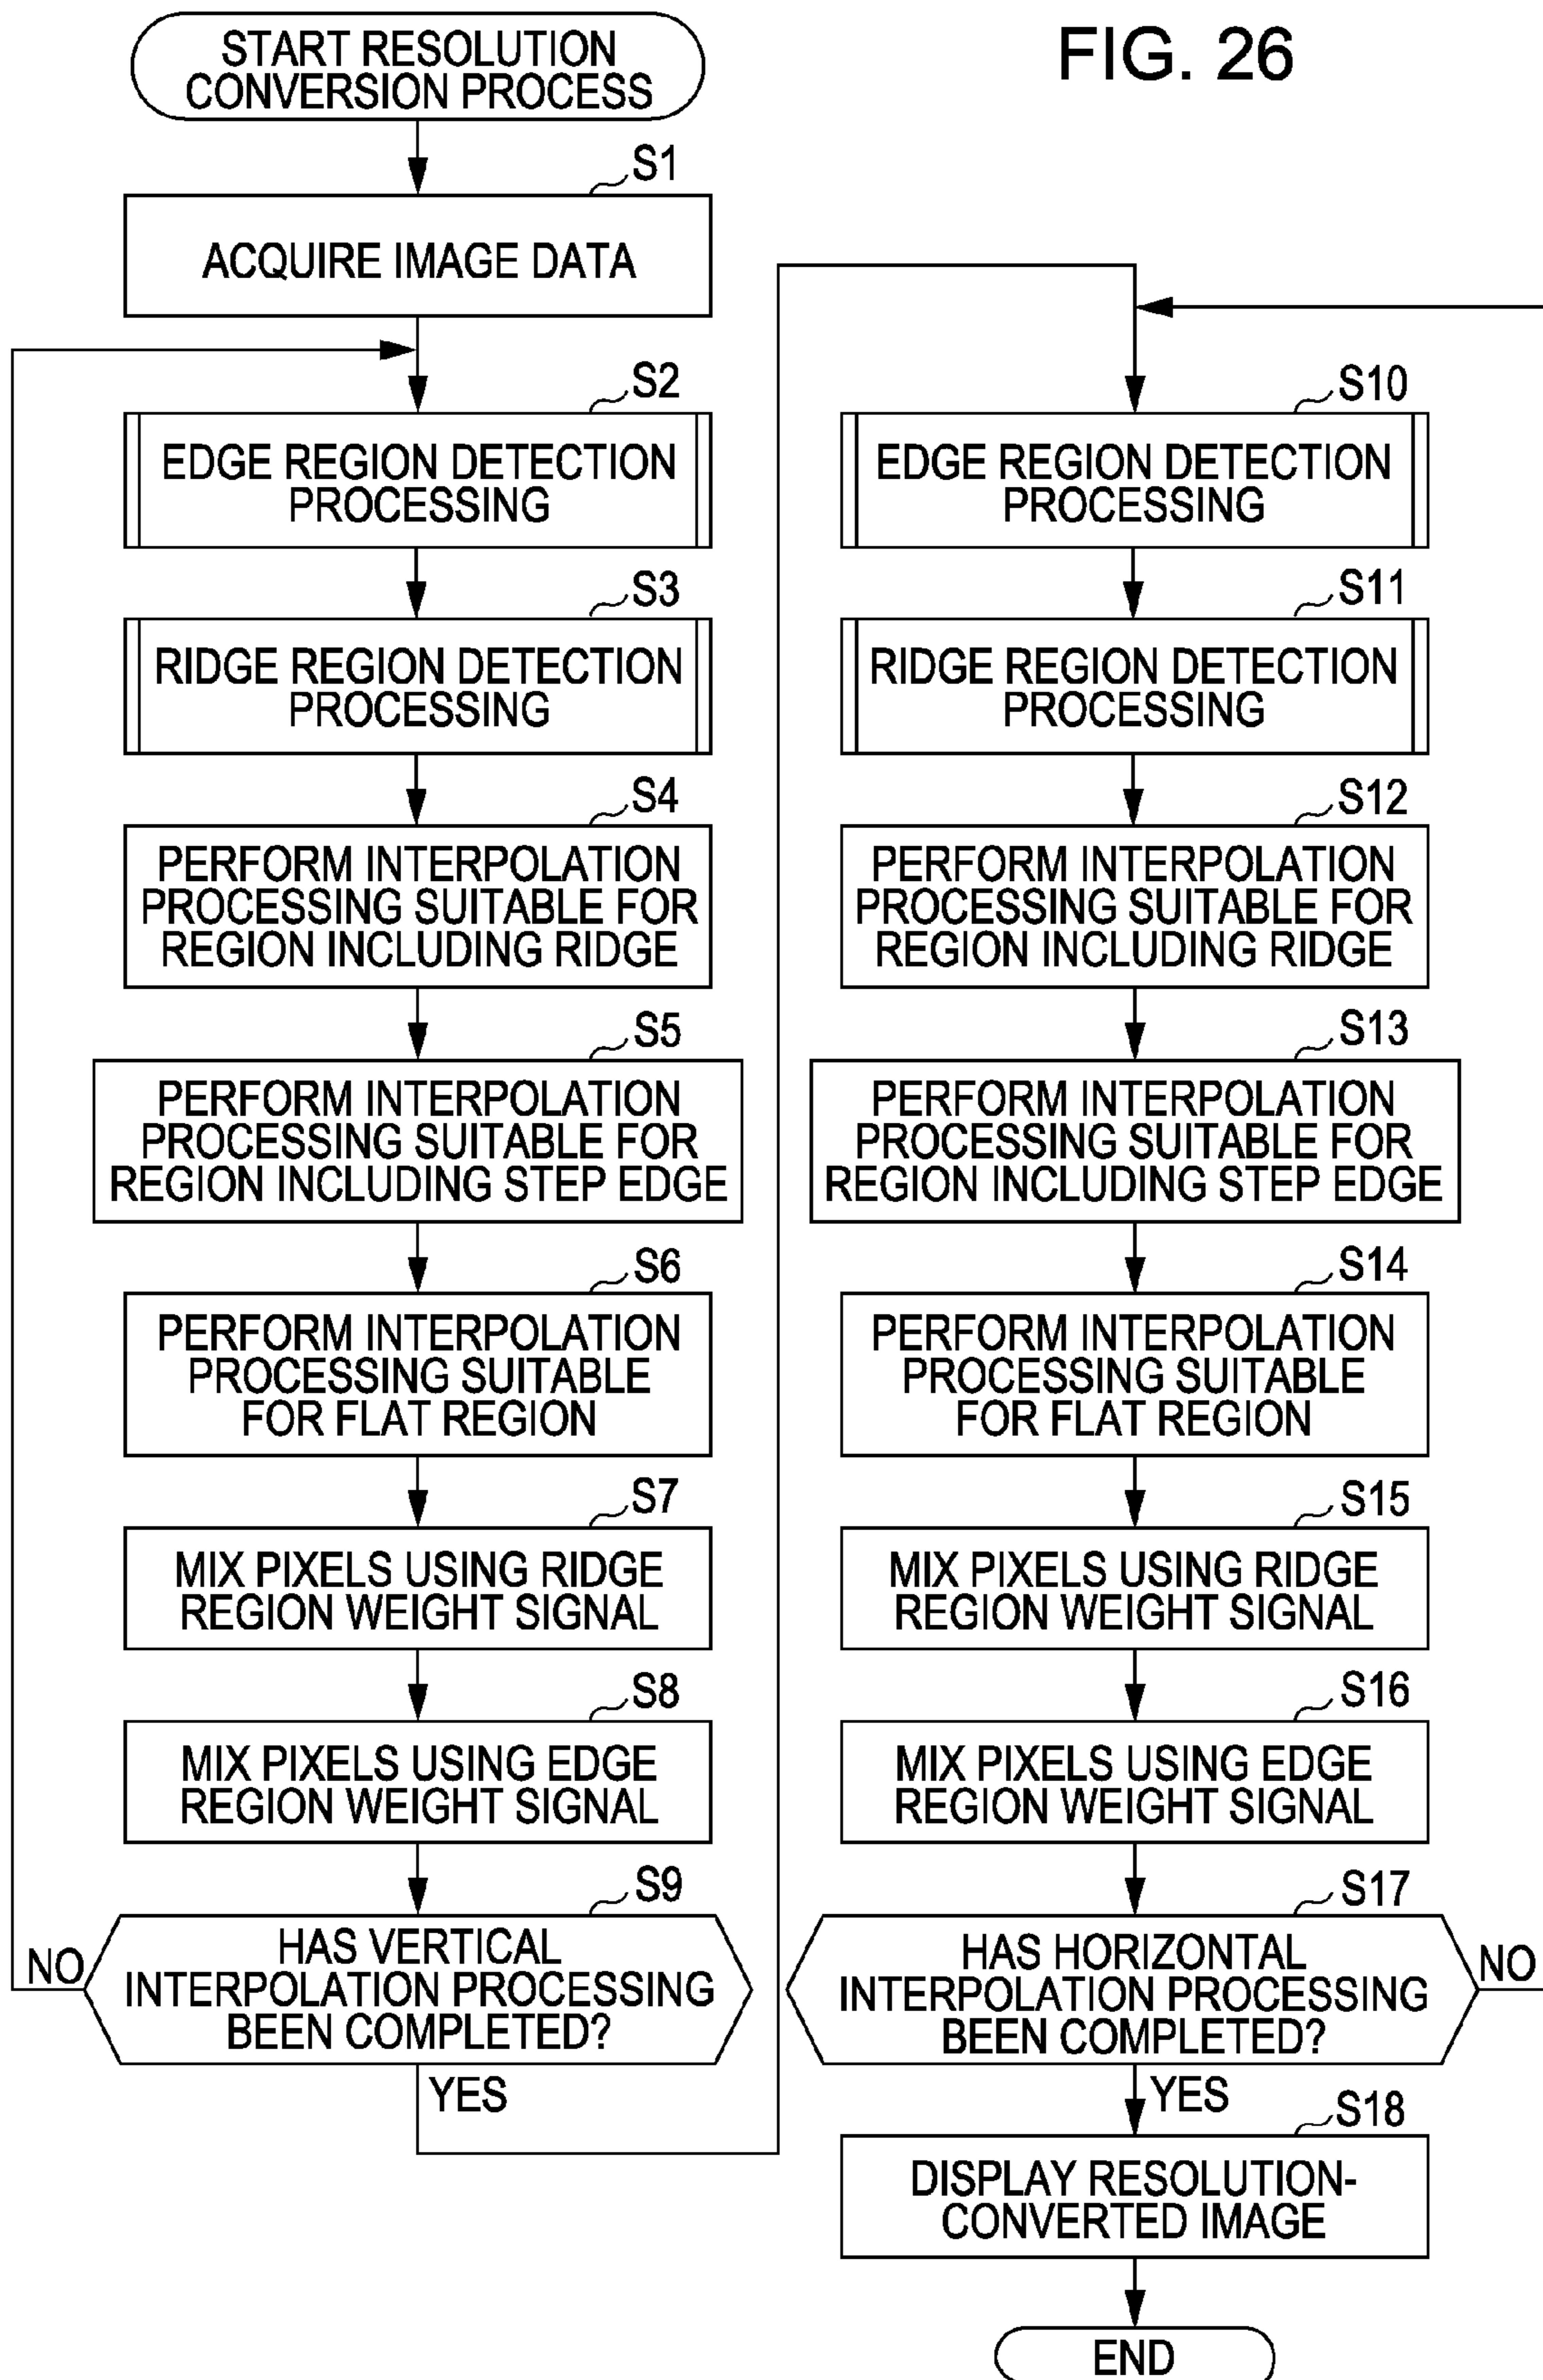 FIG. 26
START RESOLUTION
CONVERSION PROCESS
S1
ACQUIRE IMAGE DATA
S2
EDGE REGION DETECTION
PROCESSING
S3
RIDGE REGION DETECTION
PROCESSING
S4
PERFORM INTERPOLATION
PROCESSING SUITABLE FOR
REGION INCLUDING RIDGE
S5
PERFORM INTERPOLATION
PROCESSING SUITABLE FOR
REGION INCLUDING STEP EDGE
S6
PERFORM INTERPOLATION
PROCESSING SUITABLE
FOR FLAT REGION
S7
MIX PIXELS USING RIDGE
REGION WEIGHT SIGNAL
S8
MIX PIXELS USING EDGE
REGION WEIGHT SIGNAL
S9
HAS VERTICAL
INTERPOLATION PROCESSING
BEEN COMPLETED?
NO
YES
S10
EDGE REGION DETECTION
PROCESSING
S11
RIDGE REGION DETECTION
PROCESSING
S12
PERFORM INTERPOLATION
PROCESSING SUITABLE FOR
REGION INCLUDING RIDGE
S13
PERFORM INTERPOLATION
PROCESSING SUITABLE FOR
REGION INCLUDING STEP EDGE
S14
PERFORM INTERPOLATION
PROCESSING SUITABLE
FOR FLAT REGION
S15
MIX PIXELS USING RIDGE
REGION WEIGHT SIGNAL
S16
MIX PIXELS USING EDGE
REGION WEIGHT SIGNAL
S17
HAS HORIZONTAL
INTERPOLATION PROCESSING
BEEN COMPLETED?
NO
YES
S18
DISPLAY RESOLUTION-
CONVERTED IMAGE
END